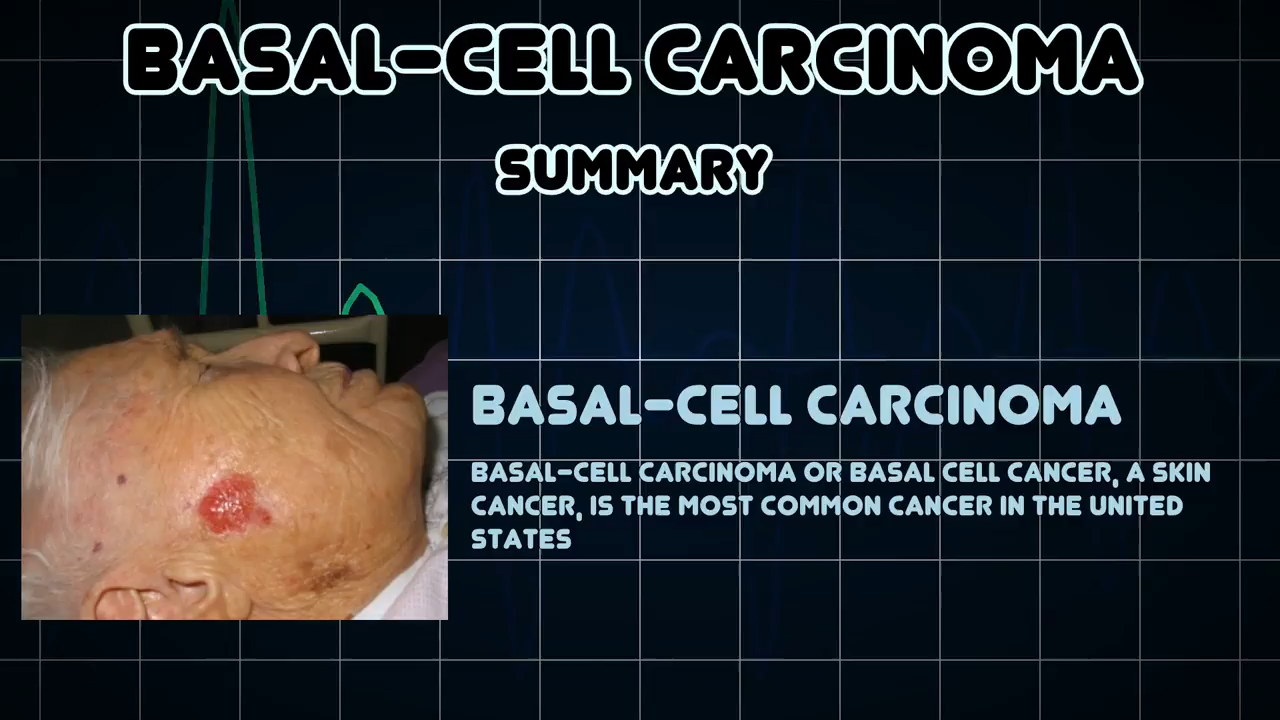 BASAL-CELL CARCINOMA
SUMMARY
BASAL-CELL CARCINOMA
BASAL-CELL CARCINOMA OR BASAL CELL CANCER, A SKIN
CANCER, IS THE MOST COMMON CANCER IN THE UNITED
STATES